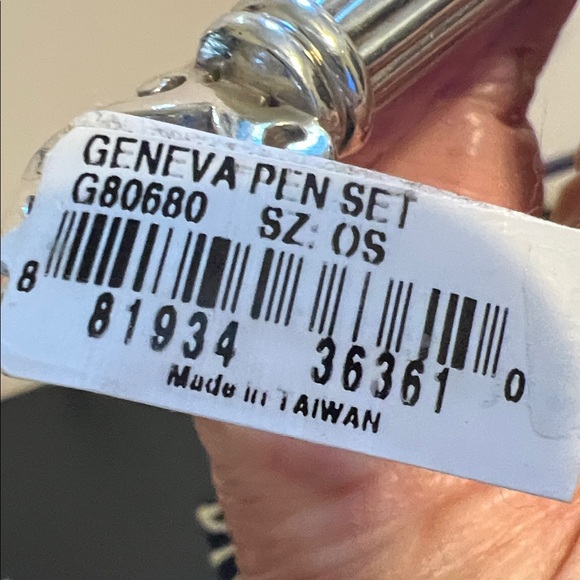 GENEVA PEN SET
G80680 SZ: OS
8 81934 36361 0
Made in TAIWAN